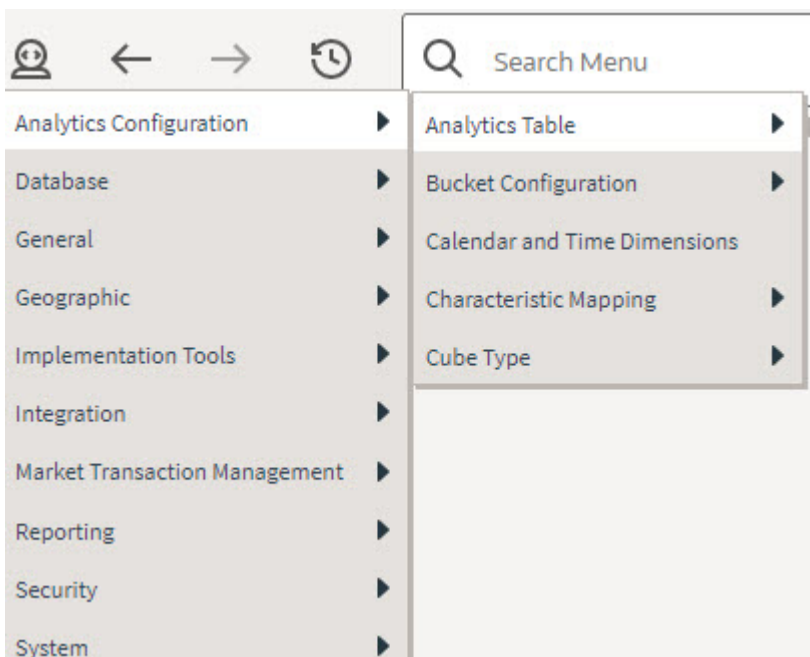 Search Menu
Analytics Configuration
Database
General
Geographic
Implementation Tools
Integration
Market Transaction Management
Reporting
Security
System
Analytics Table
Bucket Configuration
Calendar and Time Dimensions
Characteristic Mapping
Cube Type